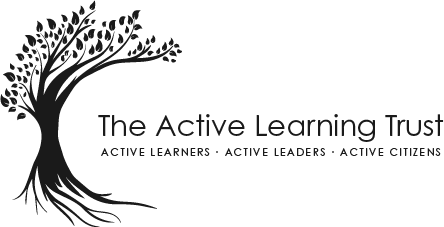 The Active Learning Trust
ACTIVE LEARNERS · ACTIVE LEADERS · ACTIVE CITIZENS